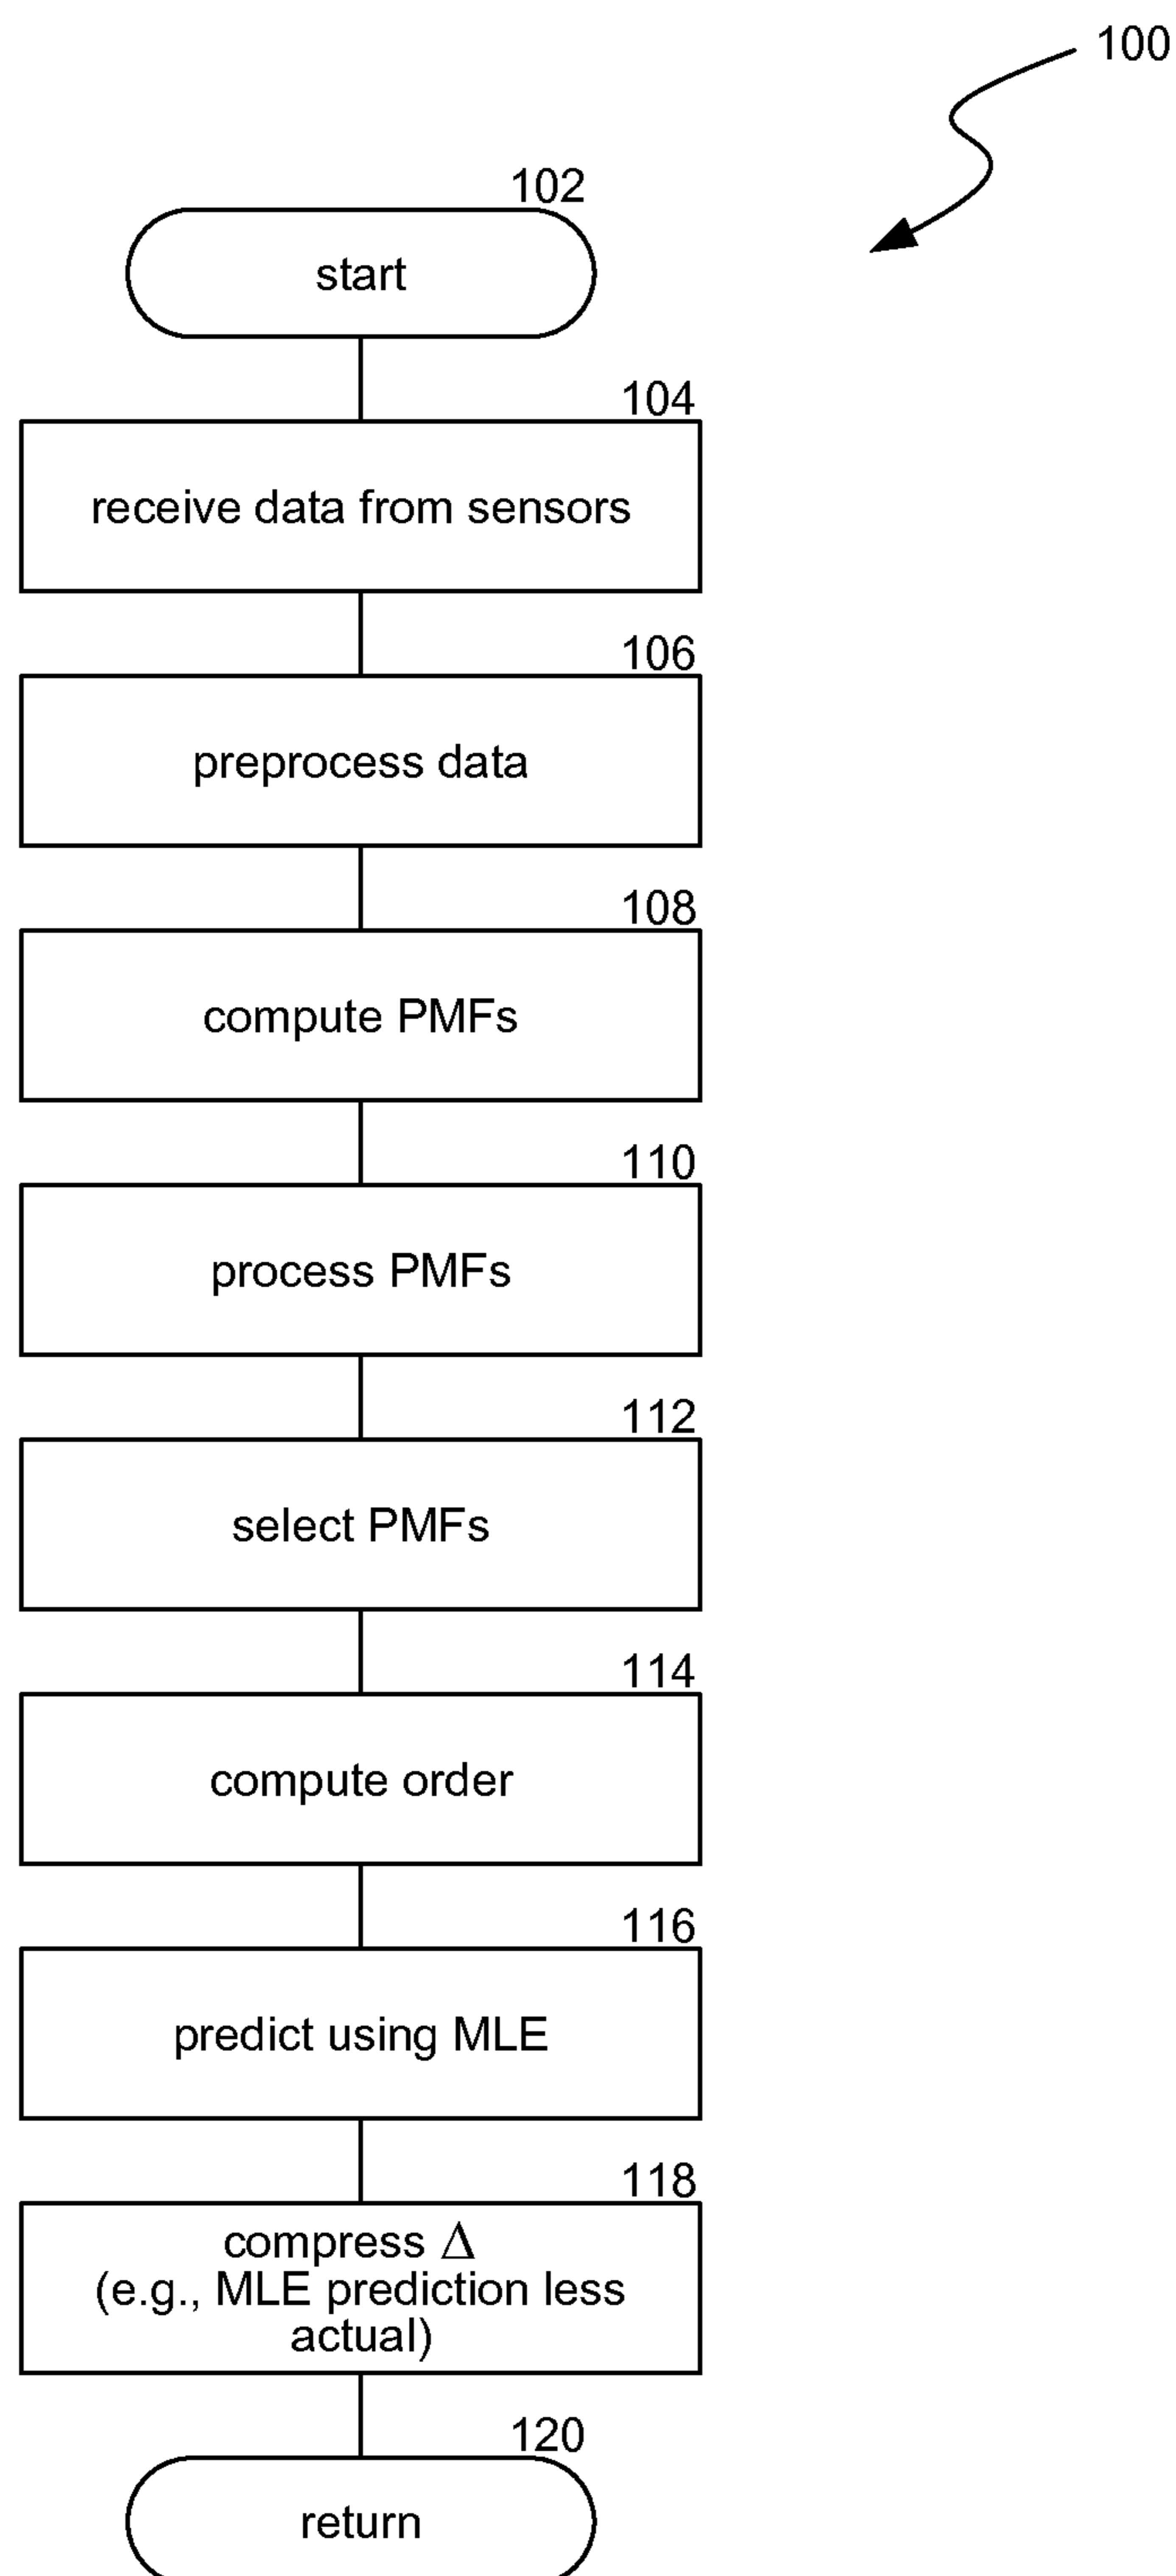 100
102
start
104
receive data from sensors
106
preprocess data
108
compute PMFs
110
process PMFs
112
select PMFs
114
compute order
116
predict using MLE
118
compress Δ
(e.g., MLE prediction less
actual)
120
return